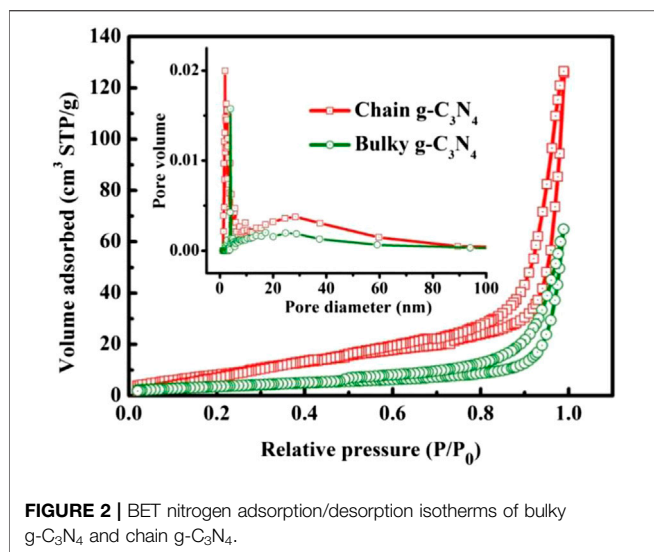 140
120
100
80
60
40
20
0
Volume adsorbed (cm³ STP/g)
0.02
0.01
0.00
Pore volume
Chain g-C₃N₄
Bulky g-C₃N₄
0 20 40 60 80 100
Pore diameter (nm)
0.0 0.2 0.4 0.6 0.8 1.0
Relative pressure (P/P₀)
FIGURE 2 | BET nitrogen adsorption/desorption isotherms of bulky
g-C₃N₄ and chain g-C₃N₄.